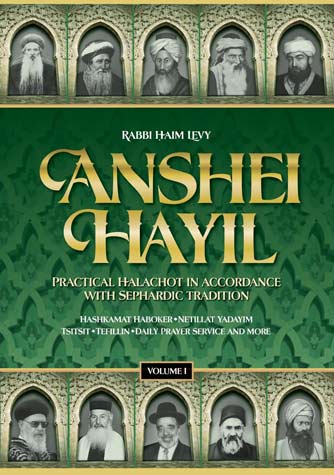 Rabbi Haim Levy
Anshei
Hayil
Practical Halachot in accordance
with Sephardic tradition
Hashkamat Haboker • Netillat Yadayim
Tsitsit • Tefillin • Daily Prayer Service and more
Volume 1